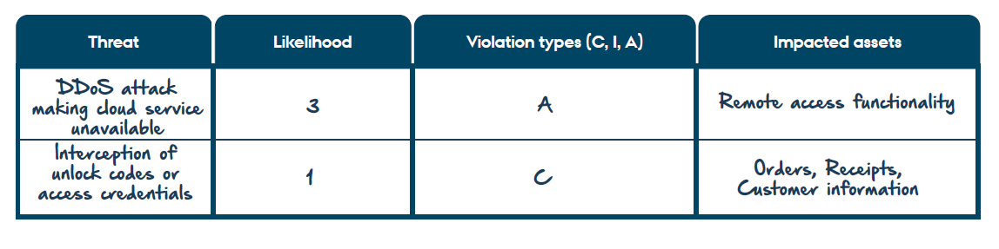 Threat
Likelihood
Violation types (C, I, A)
Impacted assets
DDoS attack
making cloud service
unavailable
3
A
Remote access functionality
Interception of
unlock codes or
access credentials
1
C
Orders, Receipts,
Customer information